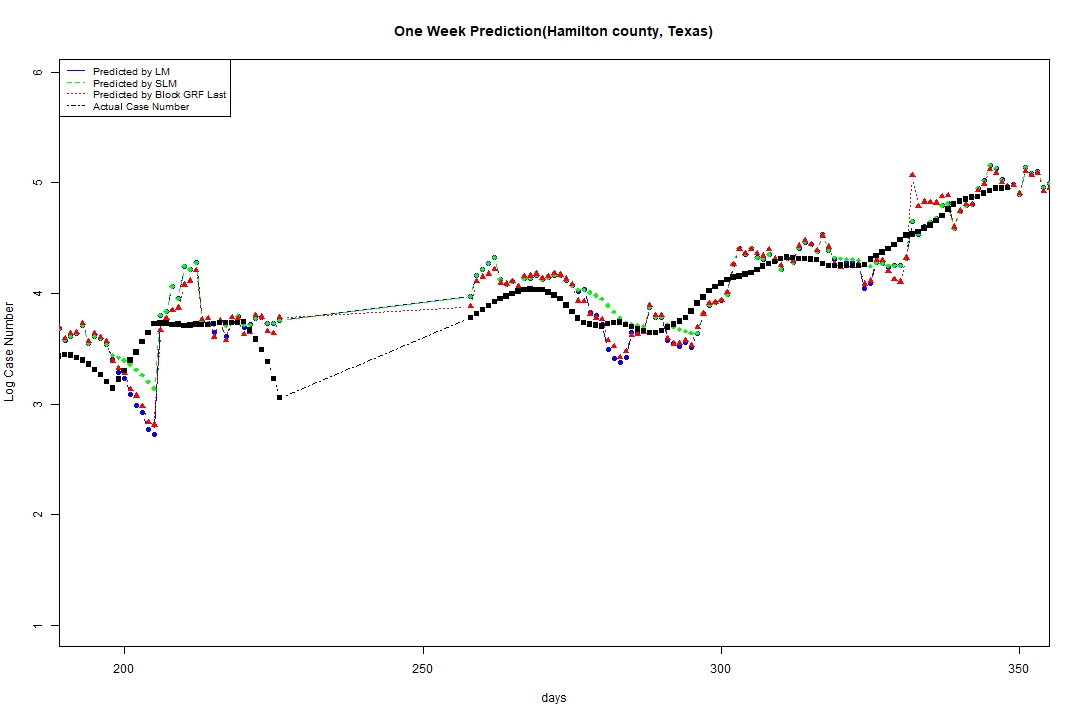 One Week Prediction(Hamilton county, Texas)
Predicted by LM
Predicted by SLM
Predicted by Block GRF Last
Actual Case Number
6
5
4
3
2
1
Log Case Number
200
250
300
350
days